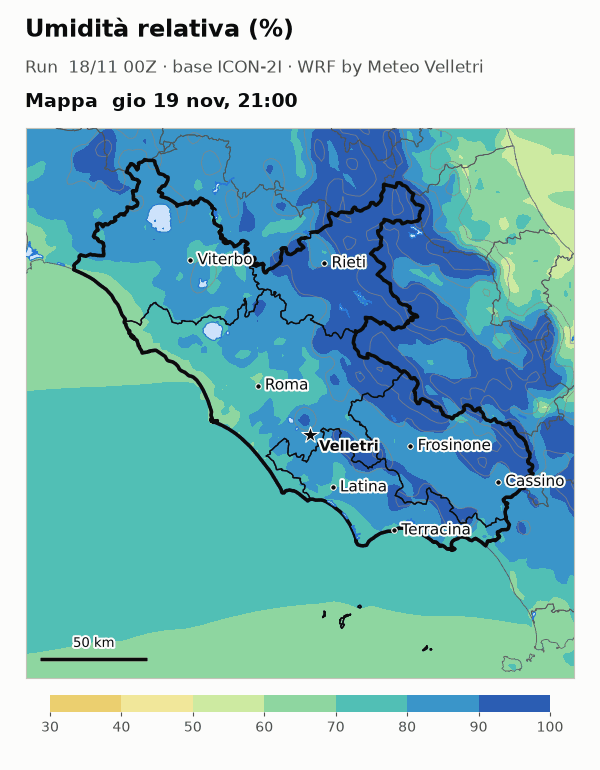 Umidità relativa (%)
Run  18/11 00Z · base ICON-2I · WRF by Meteo Velletri
Mappa  gio 19 nov, 21:00
Viterbo
Rieti
Roma
Velletri
Frosinone
Cassino
Latina
Terracina
50 km
30 40 50 60 70 80 90 100